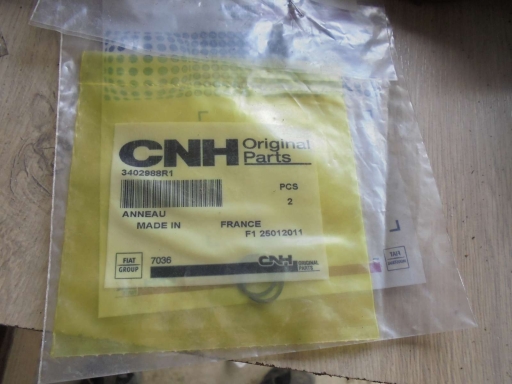 CNH Original Parts
3402988R1
PCS
2
ANNEAU
MADE IN FRANCE
F1 25012011
FIAT GROUP
7036
CNH ORIGINAL PARTS